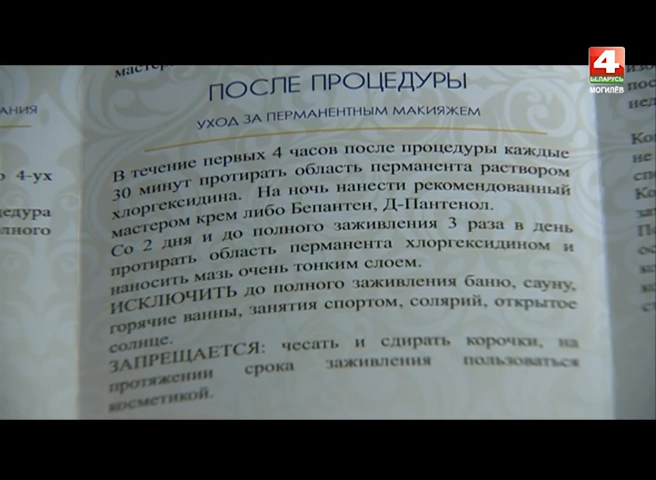 4
БЕЛАРУСЬ
МОГИЛЁВ
ПОСЛЕ ПРОЦЕДУРЫ
УХОД ЗА ПЕРМАНЕНТНЫМ МАКИЯЖЕМ
В течение первых 4 часов после процедуры каждые
30 минут протирать область перманента раствором
хлоргексидина. На ночь нанести рекомендованный
мастером крем либо Бепантен, Д-Пантенол.
Со 2 дня и до полного заживления 3 раза в день
протирать область перманента хлоргексидином и
наносить мазь очень тонким слоем.
ИСКЛЮЧИТЬ до полного заживления баню, сауну,
горячие ванны, занятия спортом, солярий, открытое
солнце.
ЗАПРЕЩАЕТСЯ: чесать и сдирать корочки, на
протяжении срока заживления пользоваться
косметикой.
4-ух